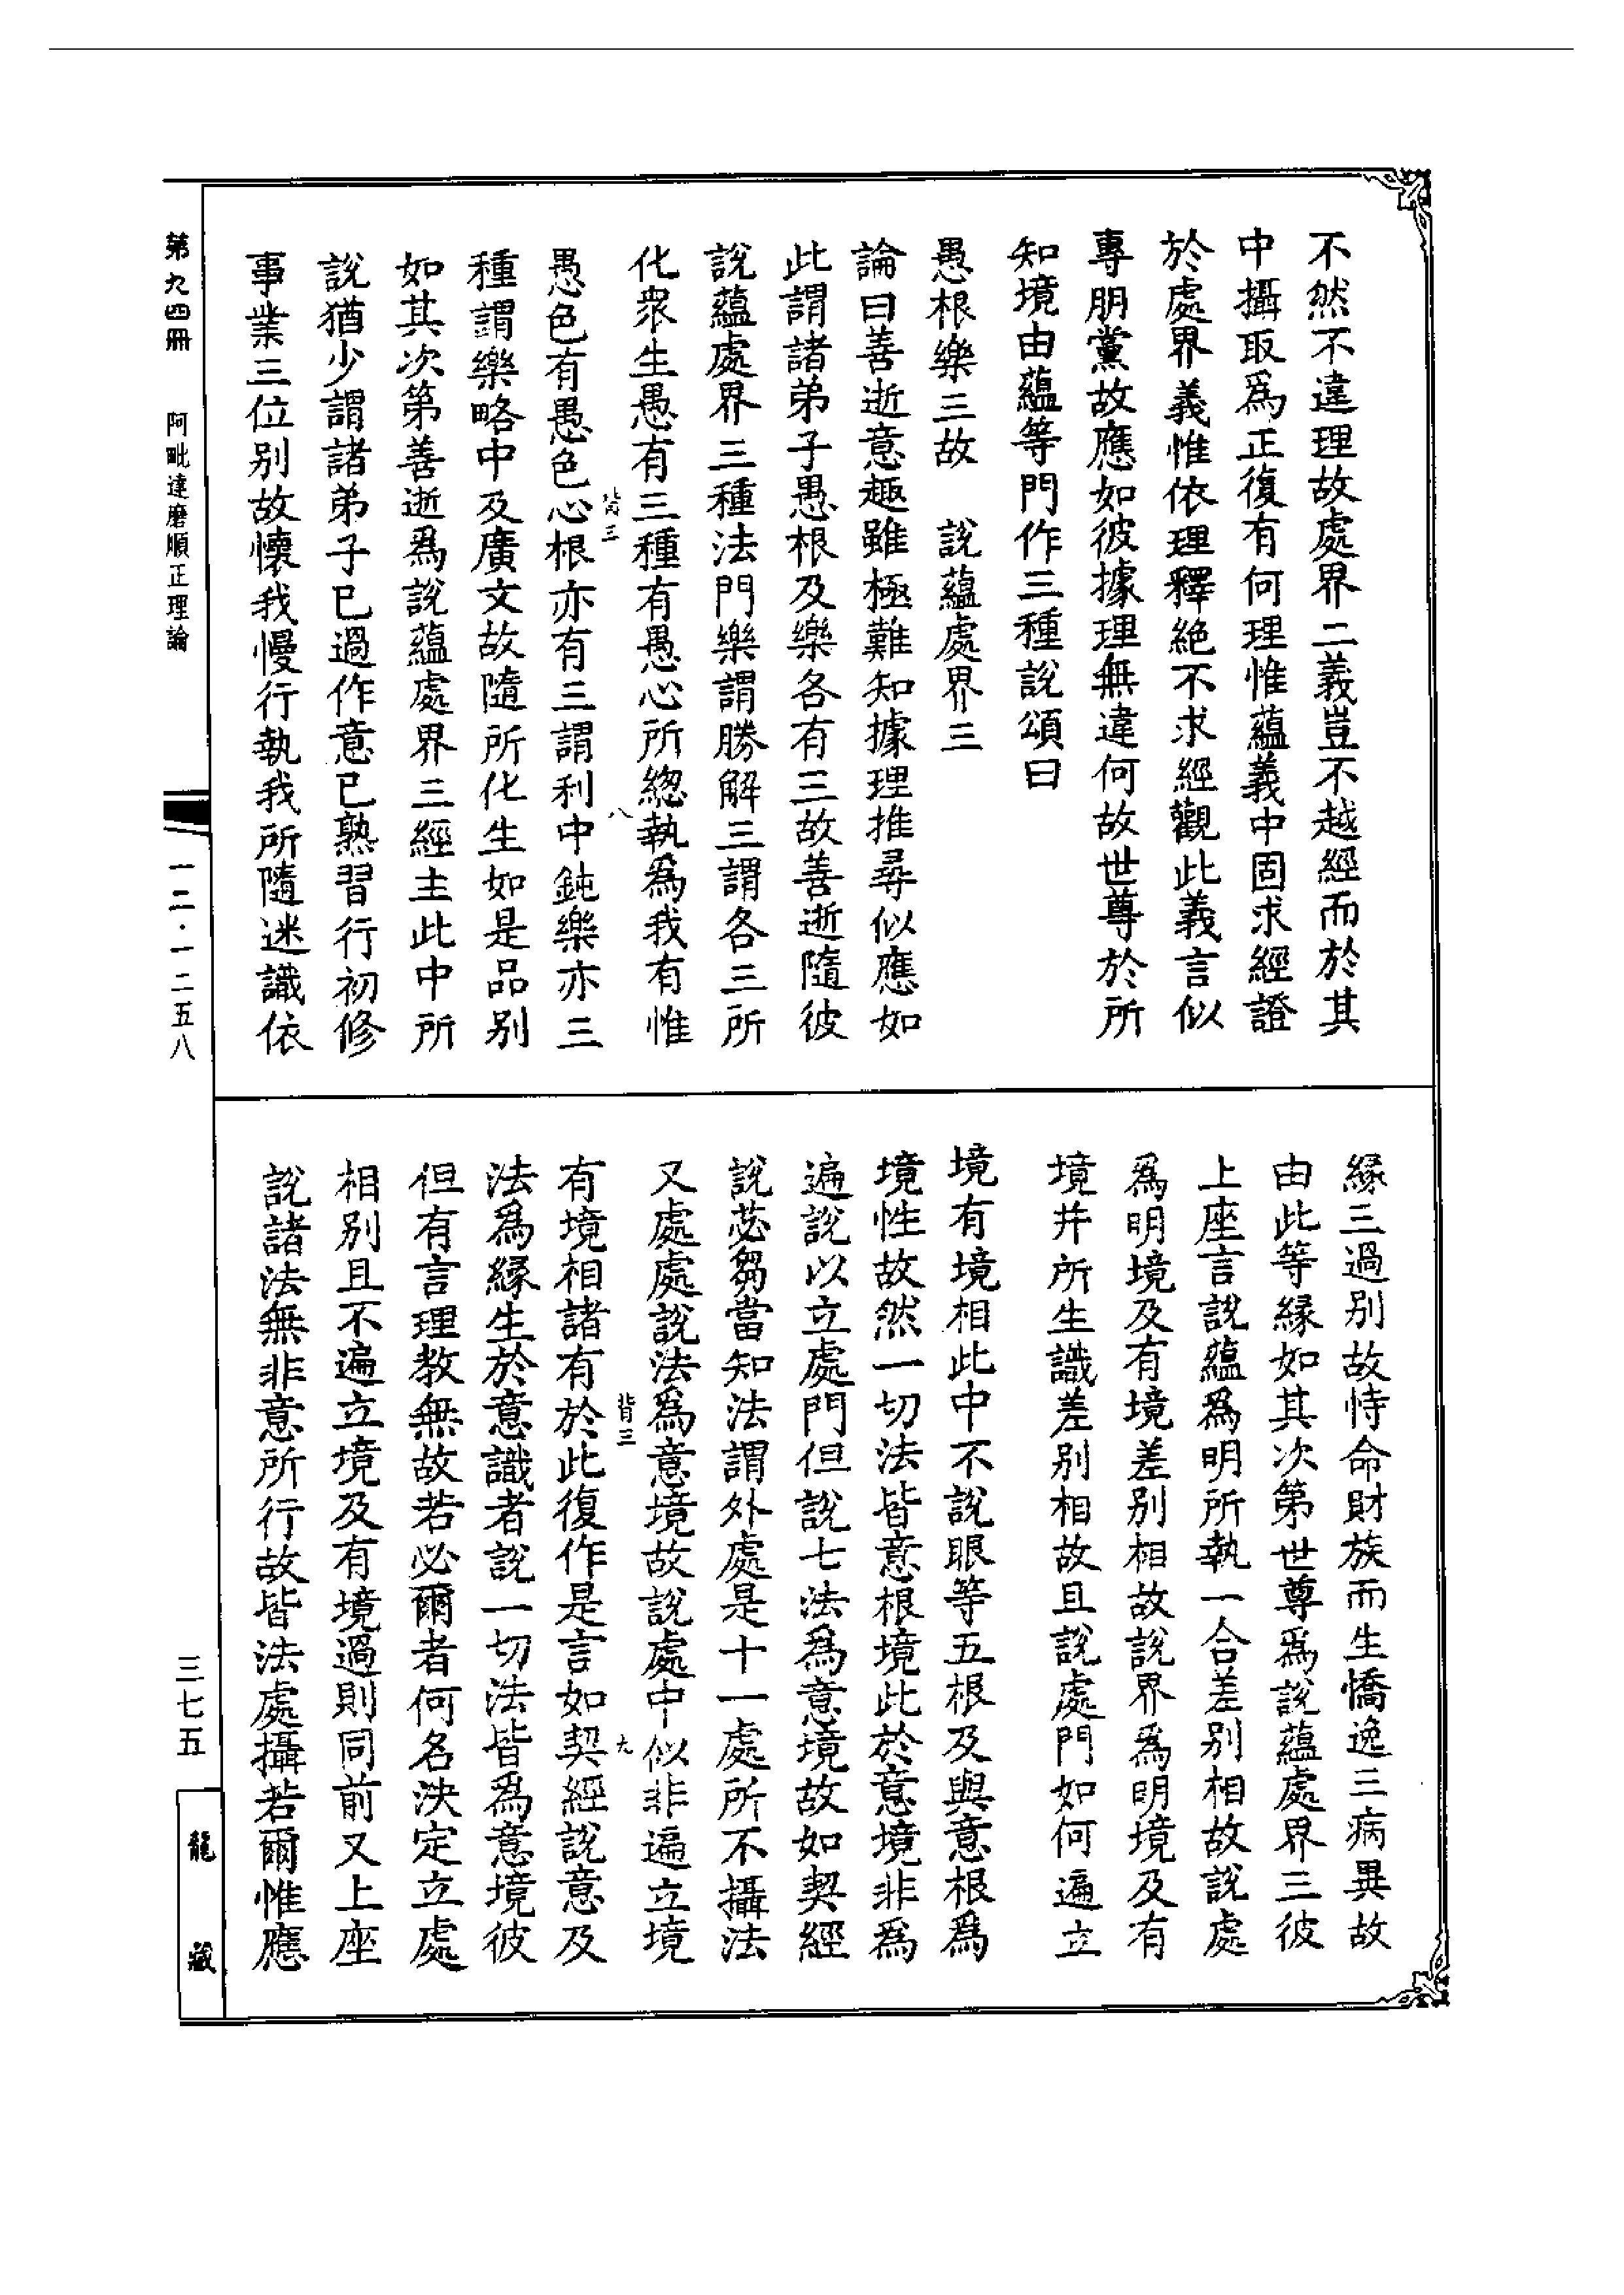 不然不違理故處界二義豈不越經而於其
中攝取爲正復有何理惟蘊義中固求經證
於處界義惟依理釋絶不求經觀此義言似
專朋黨故應如彼據理無違何故世尊於所
知境由蘊等門作三種說頌曰
愚根樂三故　說蘊處界三
論曰善逝意趣雖極難知據理推尋似應如
此謂諸弟子愚根及樂各有三故善逝隨彼
說蘊處界三種法門樂謂勝解三謂各三所
化衆生愚有三種有愚心所總執爲我有惟
背三
八
愚色有愚色心根亦有三謂利中鈍樂亦三
種謂樂略中及廣文故隨所化生如是品別
如其次第善逝爲說蘊處界三經主此中所
說猶少謂諸弟子已過作意已熟習行初修
事業三位別故懷我慢行執我所隨迷識依
緣三過別故恃命財族而生憍逸三病異故
由此等緣如其次第世尊爲說蘊處界三彼
上座言說蘊爲明所執一合差別相故說處
爲明境及有境差別相故說界爲明境及有
境并所生識差別相故且說處門如何遍立
境有境相此中不說眼等五根及與意根爲
境性故然一切法皆意根境此於意境非爲
遍說以立處門但說七法爲意境故如契經
說苾芻當知法謂外處是十一處所不攝法
又處處說法爲意境故說處中似非遍立境
背三
九
有境相諸有於此復作是言如契經說意及
法爲緣生於意識者說一切法皆爲意境彼
但有言理教無故若必爾者何名決定立處
相別且不遍立境及有境過則同前又上座
說諸法無非意所行故皆法處攝若爾惟應
第九四冊　阿毗達磨順正理論
一二·一二五八
三七五
龍藏